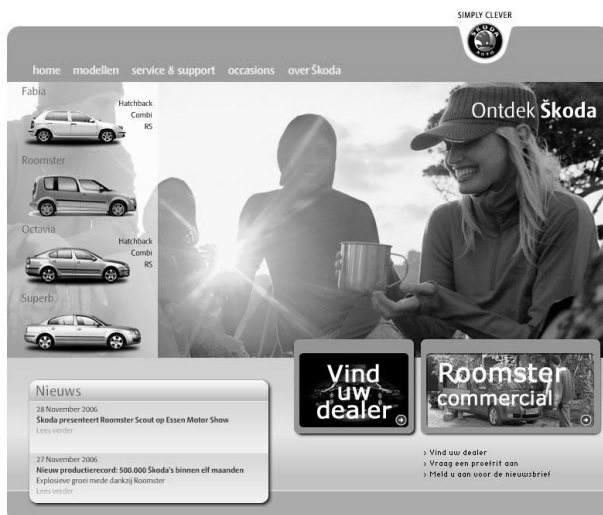 SIMPLY CLEVER
ŠKODA
AUTO
home modellen service & support occasions over Škoda
Fabia
Hatchback
Combi
RS
Roomster
Octavia
Hatchback
Combi
RS
Superb
Ontdek Škoda
Nieuws
28 November 2006
Škoda presenteert Roomster Scout op Essen Motor Show
Lees verder
27 November 2006
Nieuw productierecord: 500.000 Škoda's binnen elf maanden
Explosieve groei mede dankzij Roomster
Lees verder
Vind
uw
dealer
Roomster
commercial
> Vind uw dealer
> Vraag een proefrit aan
> Meld u aan voor de nieuwsbrief